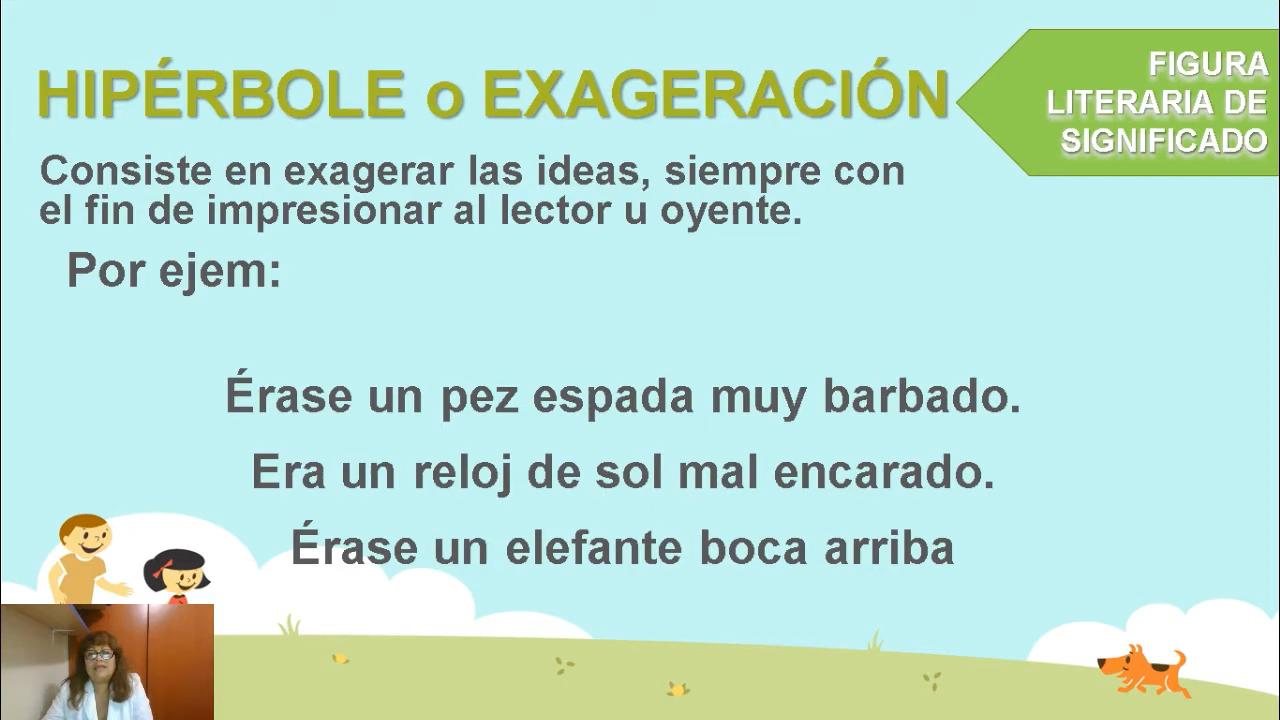 HIPÉRBOLE o EXAGERACIÓN
FIGURA
LITERARIA DE
SIGNIFICADO
Consiste en exagerar las ideas, siempre con
el fin de impresionar al lector u oyente.
Por ejem:
Érase un pez espada muy barbado.
Era un reloj de sol mal encarado.
Érase un elefante boca arriba